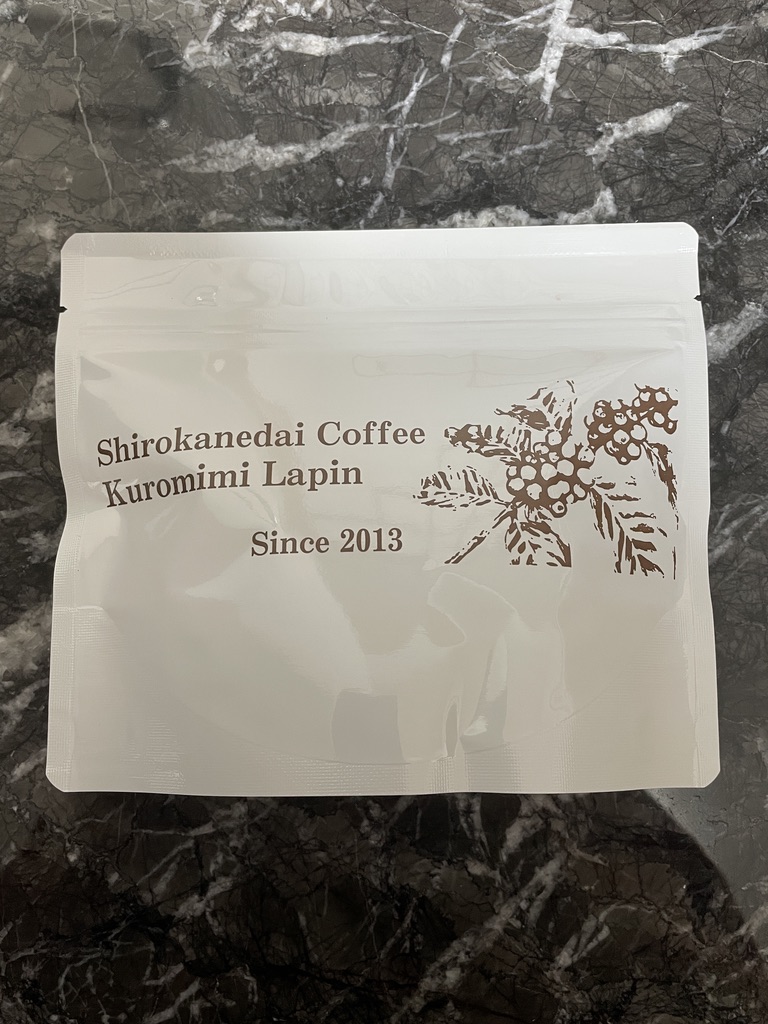 Shirokanedai Coffee
Kuromimi Lapin
Since 2013